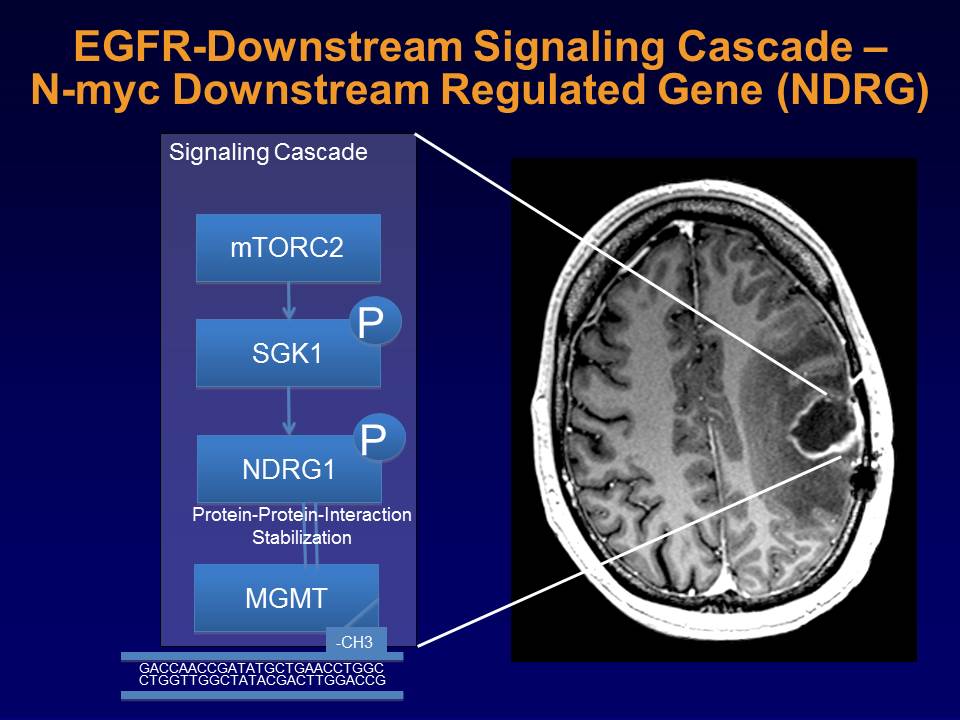 EGFR-Downstream Signaling Cascade –
N-myc Downstream Regulated Gene (NDRG)
Signaling Cascade
mTORC2
P
SGK1
P
NDRG1
Protein-Protein-Interaction
Stabilization
MGMT
-CH3
GACCAACCGATATGCTGAACCTGGC
CTGGTTGGCTATACGACTTGGACCG